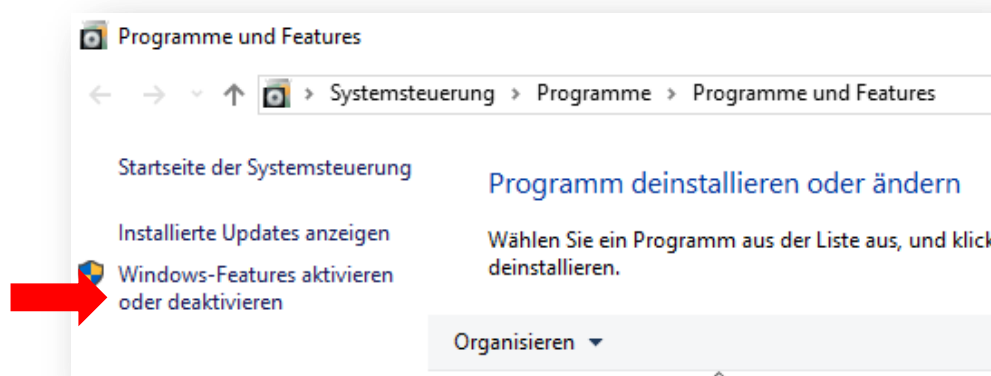 Programme und Features
Systemsteuerung > Programme > Programme und Features
Startseite der Systemsteuerung
Installierte Updates anzeigen
Windows-Features aktivieren
oder deaktivieren
Programm deinstallieren oder ändern
Wählen Sie ein Programm aus der Liste aus, und
deinstallieren.
Organisieren